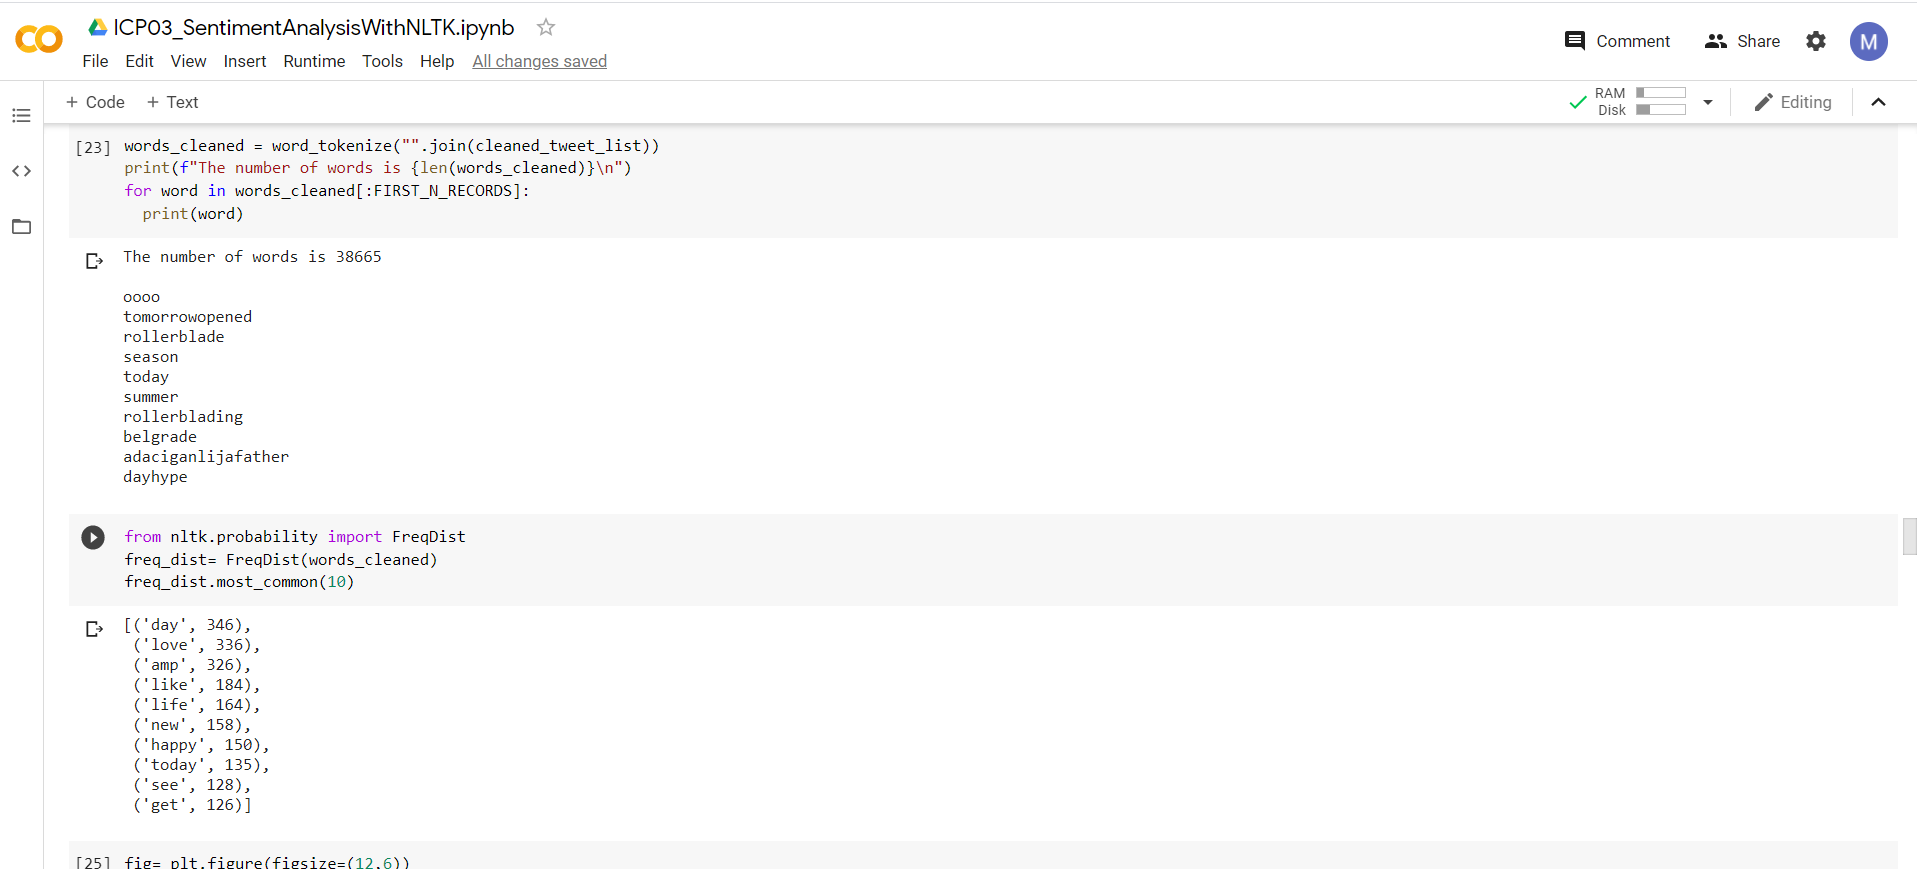 ICP03_SentimentAnalysisWithNLTK.ipynb
File Edit View Insert Runtime Tools Help All changes saved
Comment Share M
+ Code + Text
RAM
Disk
Editing
[23] words_cleaned = word_tokenize("".join(cleaned_tweet_list))
print(f"The number of words is {len(words_cleaned)}\n")
for word in words_cleaned[:FIRST_N_RECORDS]:
  print(word)
The number of words is 38665
oooo
tomorrowopened
rollerblade
season
today
summer
rollerblading
belgrade
adaciganlijafather
dayhype
from nltk.probability import FreqDist
freq_dist= FreqDist(words_cleaned)
freq_dist.most_common(10)
[('day', 346),
 ('love', 336),
 ('amp', 326),
 ('like', 184),
 ('life', 164),
 ('new', 158),
 ('happy', 150),
 ('today', 135),
 ('see', 128),
 ('get', 126)]
[25] fig= plt.figure(figsize=(12,6))